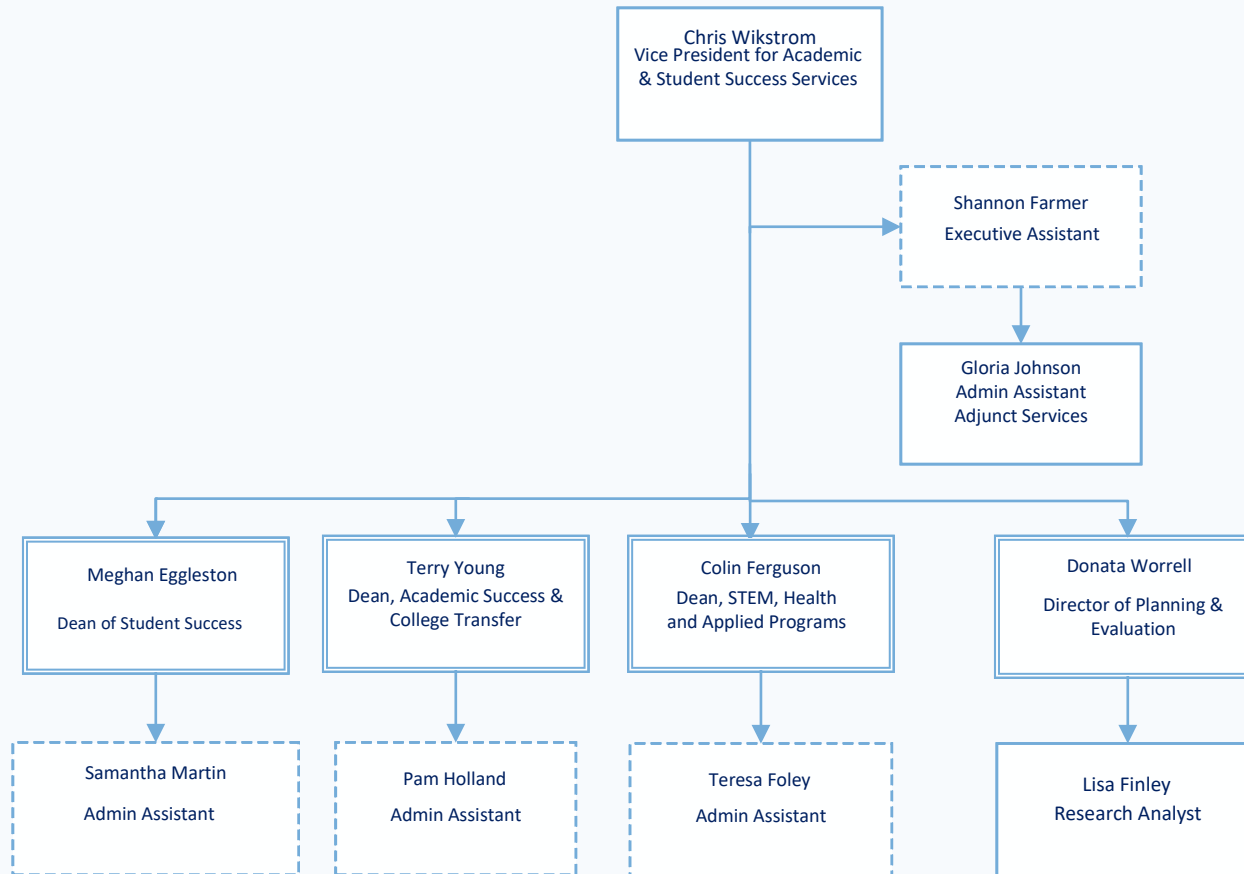 Chris Wikstrom
Vice President for Academic
& Student Success Services
Shannon Farmer
Executive Assistant
Gloria Johnson
Admin Assistant
Adjunct Services
Meghan Eggleston
Dean of Student Success
Terry Young
Dean, Academic Success &
College Transfer
Colin Ferguson
Dean, STEM, Health
and Applied Programs
Donata Worrell
Director of Planning &
Evaluation
Samantha Martin
Admin Assistant
Pam Holland
Admin Assistant
Teresa Foley
Admin Assistant
Lisa Finley
Research Analyst